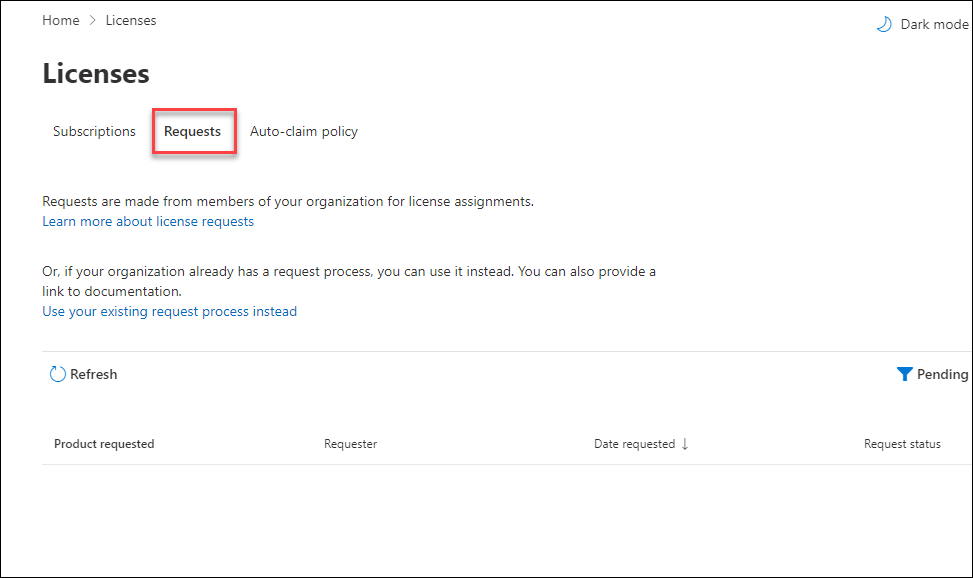 Home > Licenses
Dark mode
Licenses
Subscriptions Requests Auto-claim policy
Requests are made from members of your organization for license assignments.
Learn more about license requests
Or, if your organization already has a request process, you can use it instead. You can also provide a
link to documentation.
Use your existing request process instead
Refresh Pending
Product requested Requester Date requested ↓ Request status